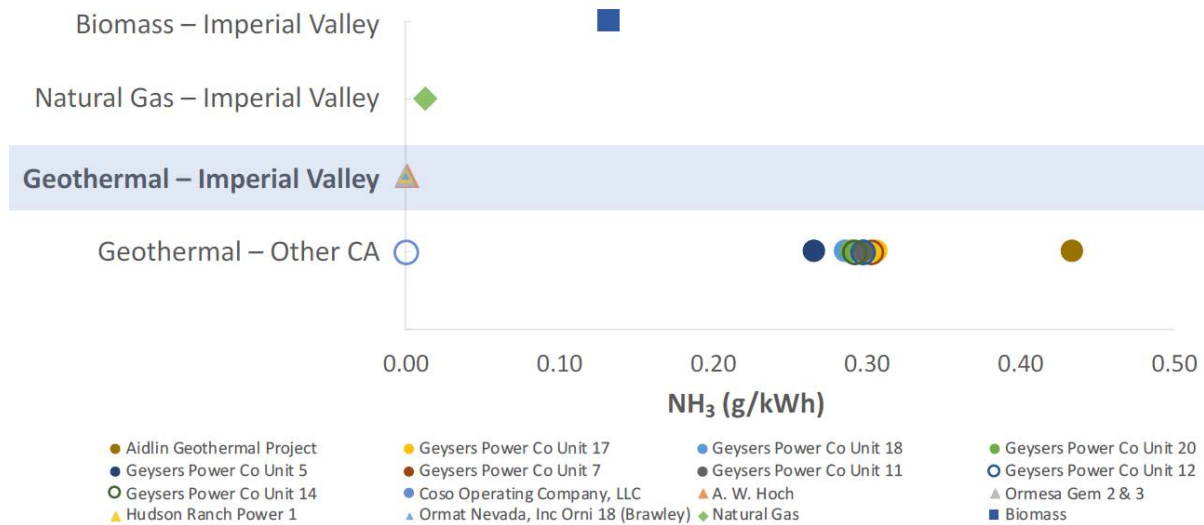 Biomass – Imperial Valley
Natural Gas – Imperial Valley
Geothermal – Imperial Valley
Geothermal – Other CA
0.00 0.10 0.20 0.30 0.40 0.50
NH₃ (g/kWh)
Aidlin Geothermal Project Geysers Power Co Unit 17 Geysers Power Co Unit 18 Geysers Power Co Unit 20
Geysers Power Co Unit 5 Geysers Power Co Unit 7 Geysers Power Co Unit 11 Geysers Power Co Unit 12
Geysers Power Co Unit 14 Coso Operating Company, LLC A. W. Hoch Ormesa Gem 2 & 3
Hudson Ranch Power 1 Ormat Nevada, Inc Orni 18 (Brawley) Natural Gas Biomass